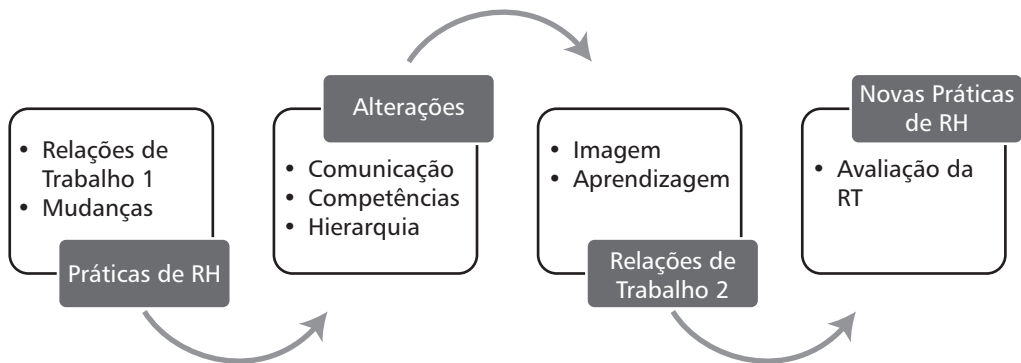 • Relações de
Trabalho 1
• Mudanças
Práticas de RH
Alterações
• Comunicação
• Competências
• Hierarquia
• Imagem
• Aprendizagem
Relações de
Trabalho 2
Novas Práticas
de RH
• Avaliação da
RT